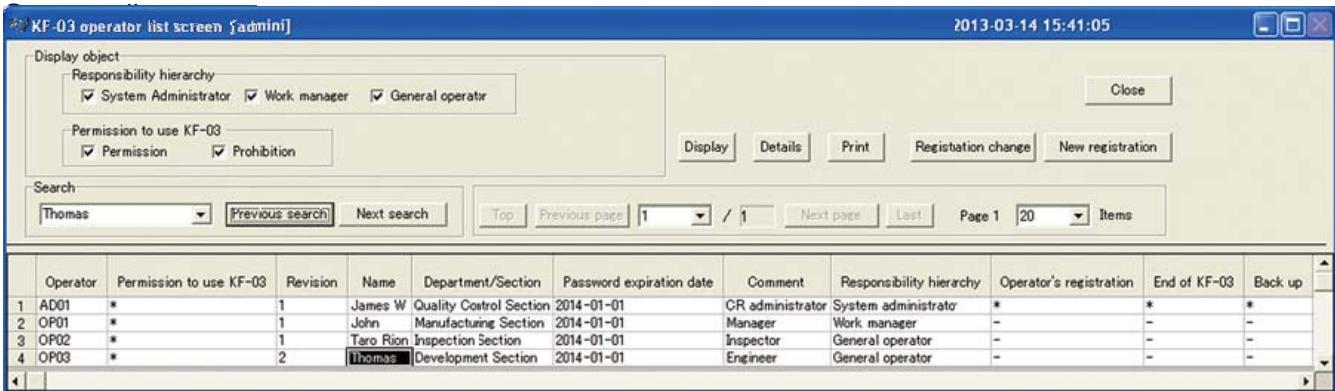 KF-03 operator list screen [admini] 2013-03-14 15:41:05
Display object
Responsibility hierarchy
System Administrator Work manager General operator
Close
Permission to use KF-03
Permission Prohibition
Display Details Print Registation change New registration
Search
Thomas Previous search Next search Top Previous page 1 / 1 Next page Last Page 1 20 Items
Operator Permission to use KF-03 Revision Name Department/Section Password expiration date Comment Responsibility hierarchy Operator's registration End of KF-03 Back up
1 AD01 * 1 James W Quality Control Section 2014-01-01 CR administrator System administrato * * *
2 OP01 * 1 John Manufacturing Section 2014-01-01 Manager Work manager - - -
3 OP02 * 1 Taro Rion Inspection Section 2014-01-01 Inspector General operator - - -
4 OP03 * 2 Thomas Development Section 2014-01-01 Engineer General operator - - -